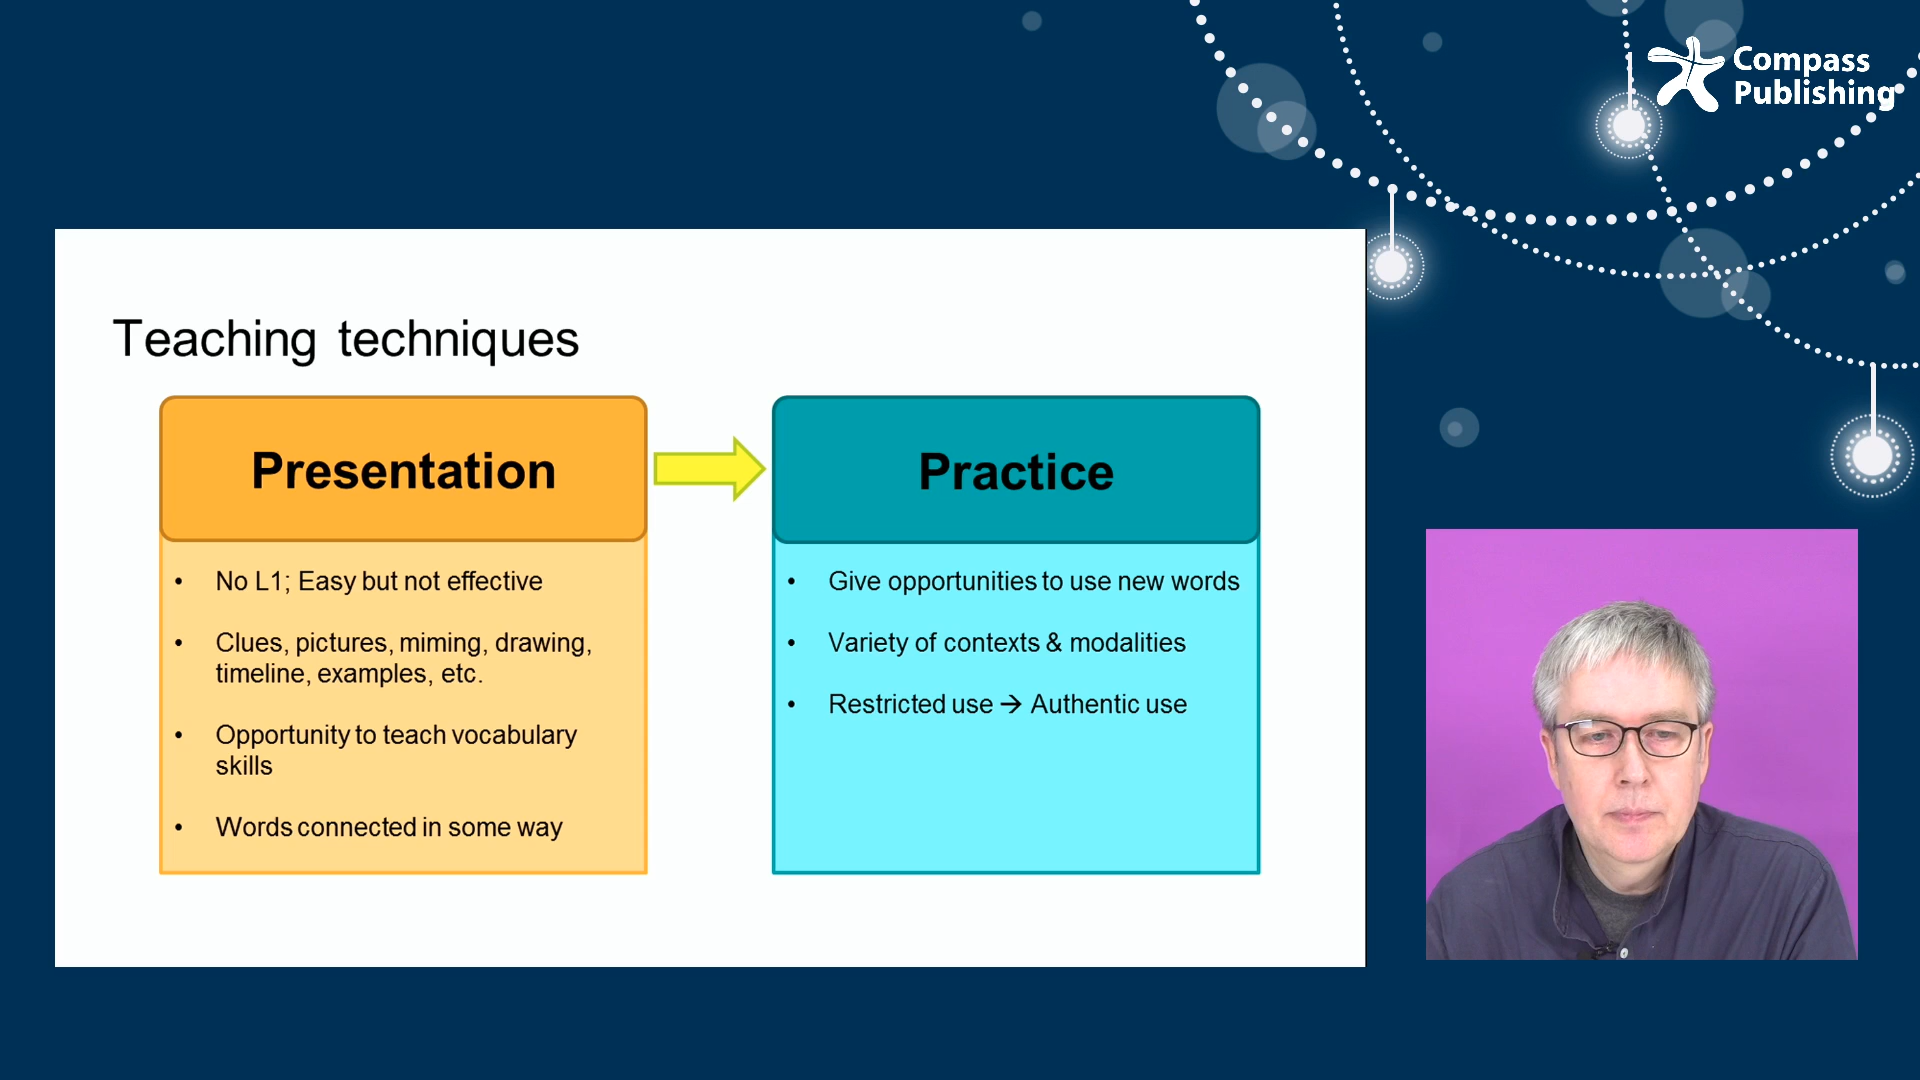 Compass
Publishing
Teaching techniques
Presentation
• No L1; Easy but not effective
• Clues, pictures, miming, drawing,
timeline, examples, etc.
• Opportunity to teach vocabulary
skills
• Words connected in some way
Practice
• Give opportunities to use new words
• Variety of contexts & modalities
• Restricted use → Authentic use